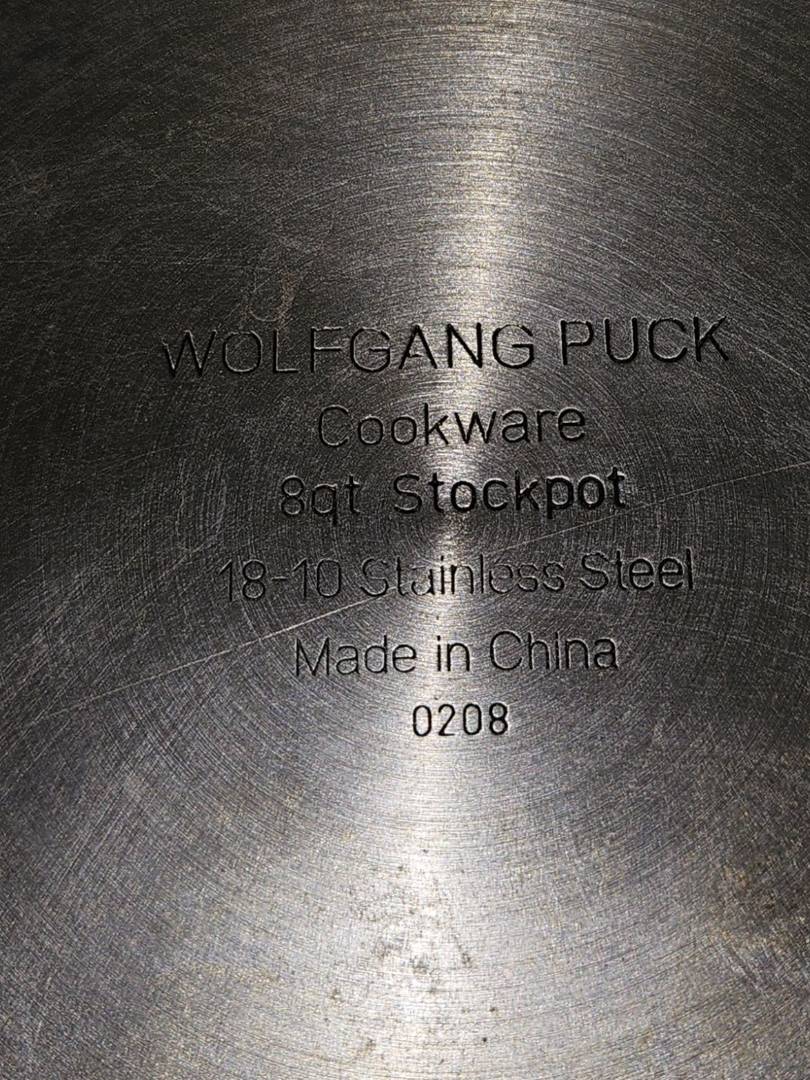 WOLFGANG PUCK
Cookware
8qt Stockpot
18-10 Stainless Steel
Made in China
0208